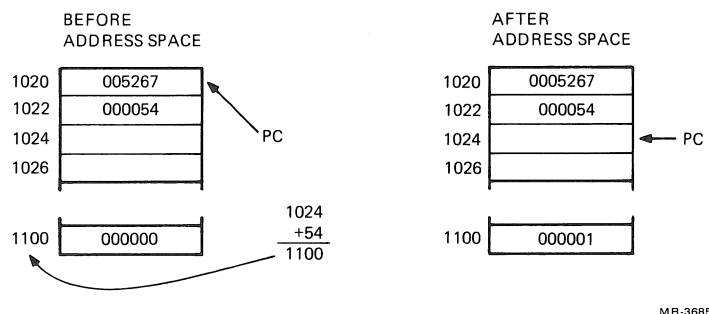 BEFORE
ADDRESS SPACE
1020 005267
1022 000054
1024
1026
PC
1100 000000
1024
+54
1100
AFTER
ADDRESS SPACE
1020 0005267
1022 000054
1024
PC
1026
1100 000001